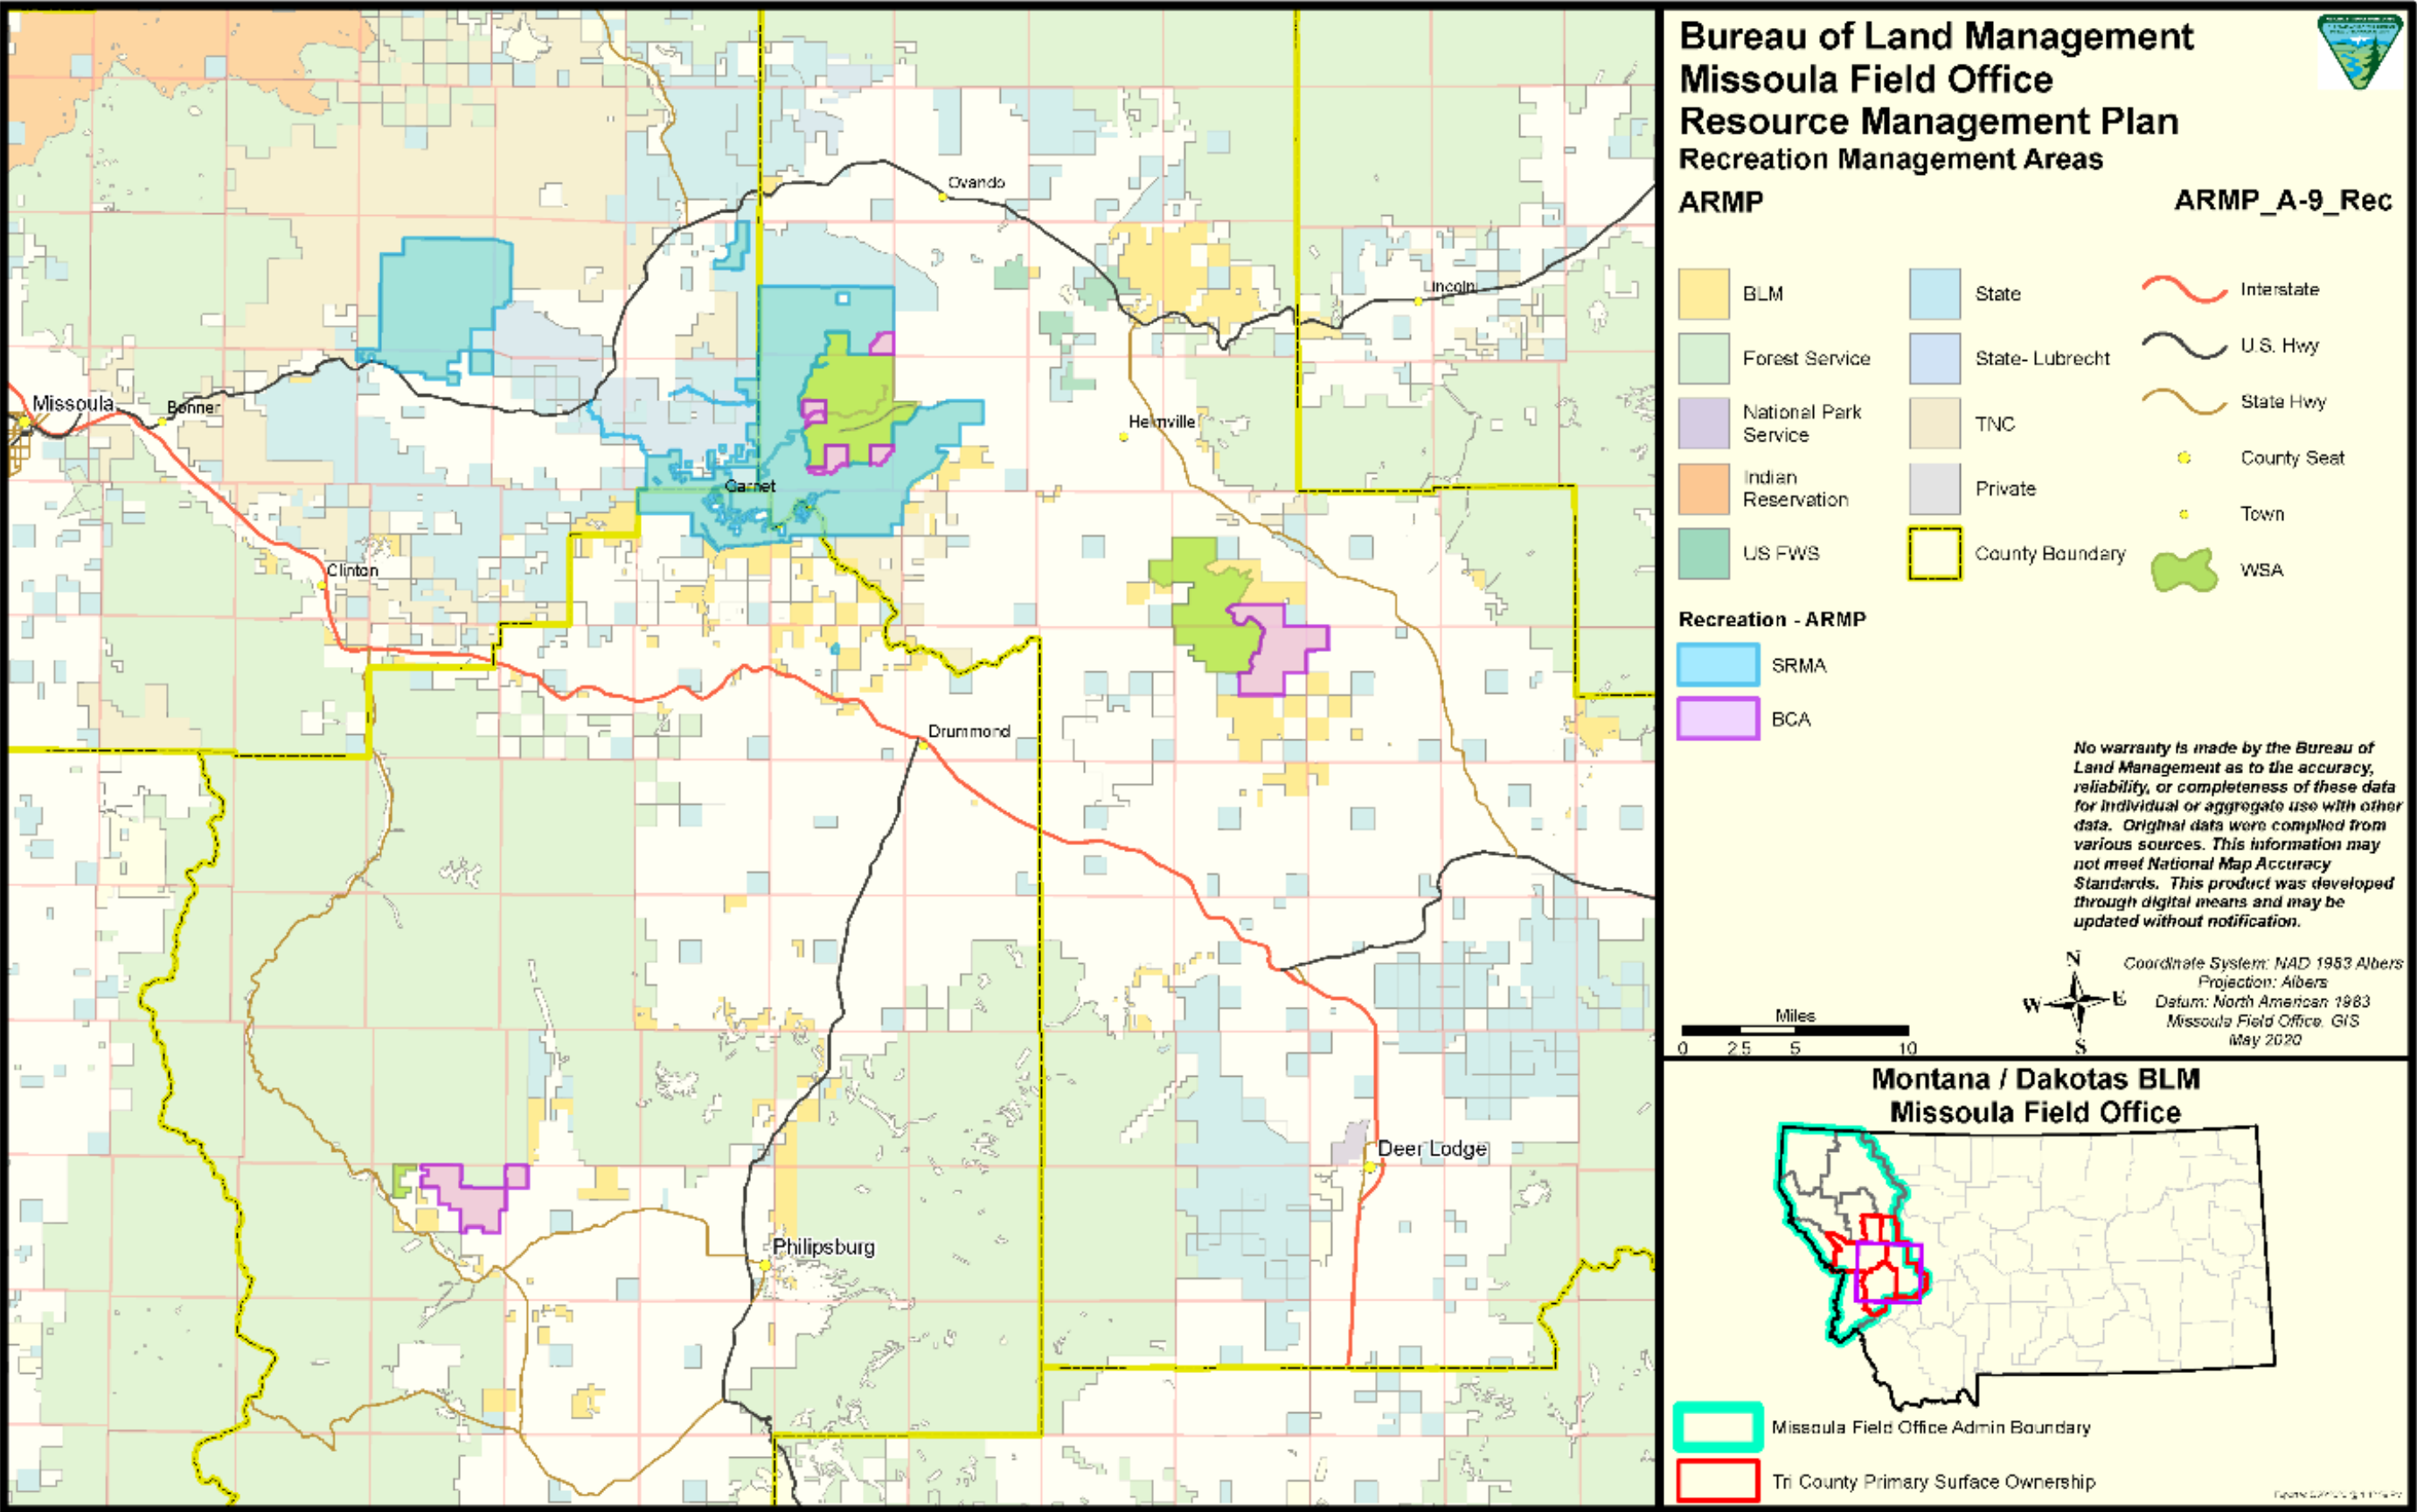 Bureau of Land Management
Missoula Field Office
Resource Management Plan
Recreation Management Areas
ARMP
ARMP_A-9_Rec
BLM
State
Interstate
Forest Service
State- Lubrecht
U.S. Hwy
National Park
Service
TNC
State Hwy
Indian
Reservation
Private
County Seat
Town
US FWS
County Boundary
WSA
Recreation - ARMP
SRMA
BCA
No warranty is made by the Bureau of
Land Management as to the accuracy,
reliability, or completeness of these data
for individual or aggregate use with other
data. Original data were compiled from
various sources. This information may
not meet National Map Accuracy
Standards. This product was developed
through digital means and may be
updated without notification.
N
W
E
S
Coordinate System: NAD 1983 Albers
Projection: Albers
Datum: North American 1983
Missoula Field Office, GIS
May 2020
Miles
0 2.5 5 10
Montana / Dakotas BLM
Missoula Field Office
Missoula Field Office Admin Boundary
Tri County Primary Surface Ownership
Ovando
Lincoln
Missoula
Bonner
Helmville
Garnet
Clinton
Drummond
Deer Lodge
Philipsburg